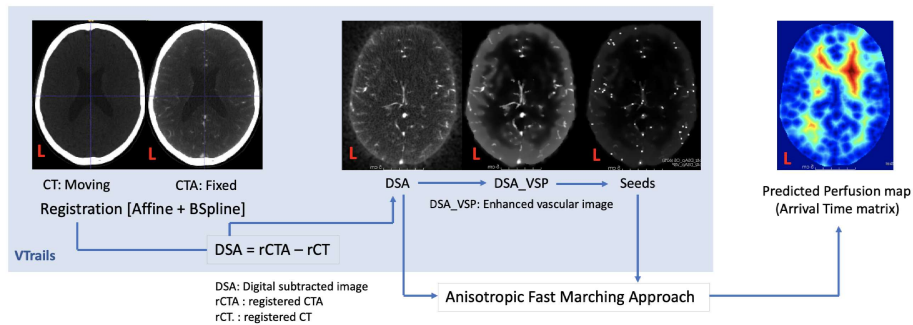 L
L
CT: Moving
CTA: Fixed
Registration [Affine + BSpline]
DSA = rCTA – rCT
VTrails
L
L
L
DSA
DSA_VSP
Seeds
DSA_VSP: Enhanced vascular image
DSA: Digital subtracted image
rCTA : registered CTA
rCT. : registered CT
Anisotropic Fast Marching Approach
L
Predicted Perfusion map
(Arrival Time matrix)